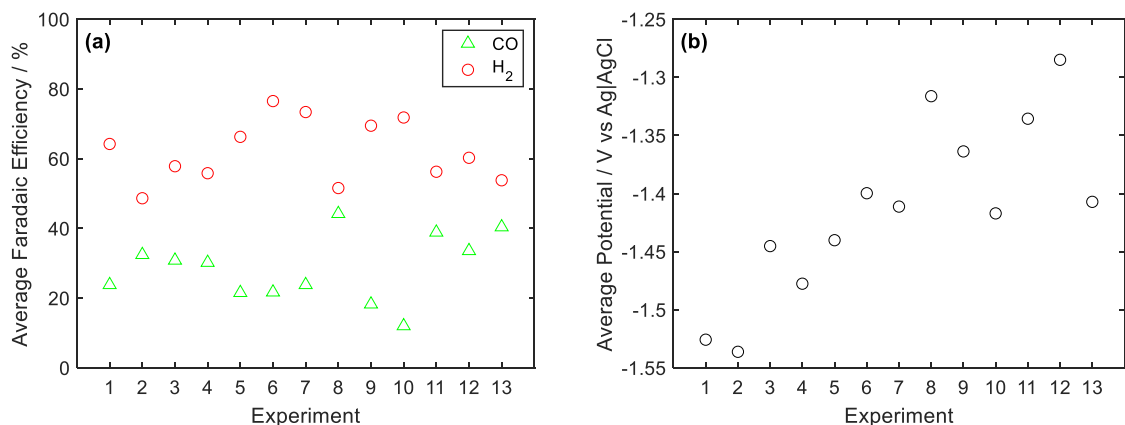 (a)
CO
H2
100
80
60
40
20
0
1 2 3 4 5 6 7 8 9 10 11 12 13
Experiment
Average Faradaic Efficiency / %
(b)
-1.25
-1.3
-1.35
-1.4
-1.45
-1.5
-1.55
1 2 3 4 5 6 7 8 9 10 11 12 13
Experiment
Average Potential / V vs Ag|AgCl